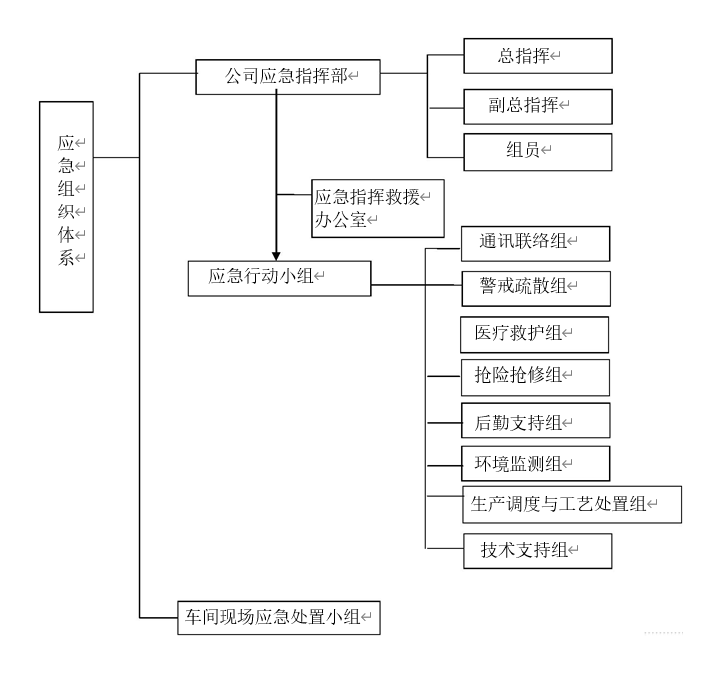 应
急
组
织
体
系
公司应急指挥部
总指挥
副总指挥
组员
应急指挥救援
办公室
应急行动小组
通讯联络组
警戒疏散组
医疗救护组
抢险抢修组
后勤支持组
环境监测组
生产调度与工艺处置组
技术支持组
车间现场应急处置小组